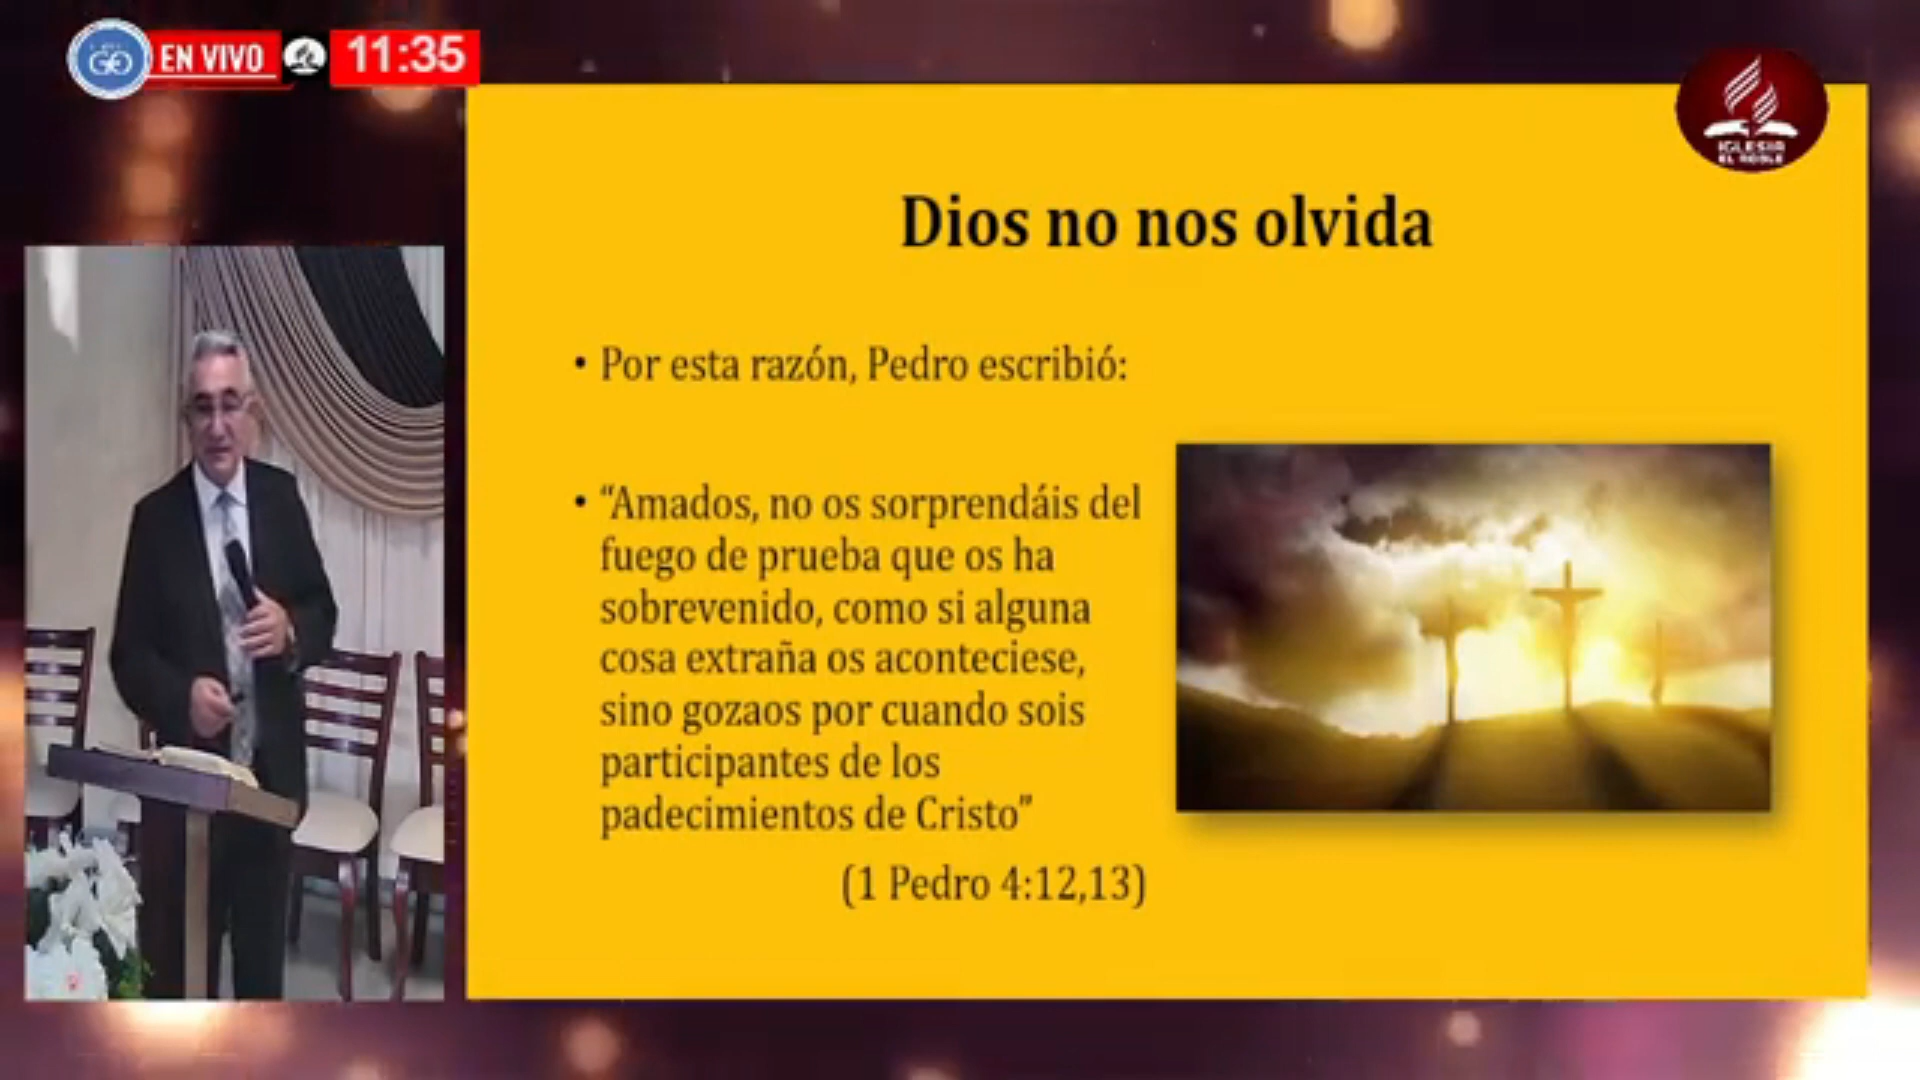 EN VIVO
11:35
IGLESIA
EL ROBLE
Dios no nos olvida
• Por esta razón, Pedro escribió:
• “Amados, no os sorprendáis del
fuego de prueba que os ha
sobrevenido, como si alguna
cosa extraña os aconteciese,
sino gozaos por cuando sois
participantes de los
padecimientos de Cristo”
(1 Pedro 4:12,13)